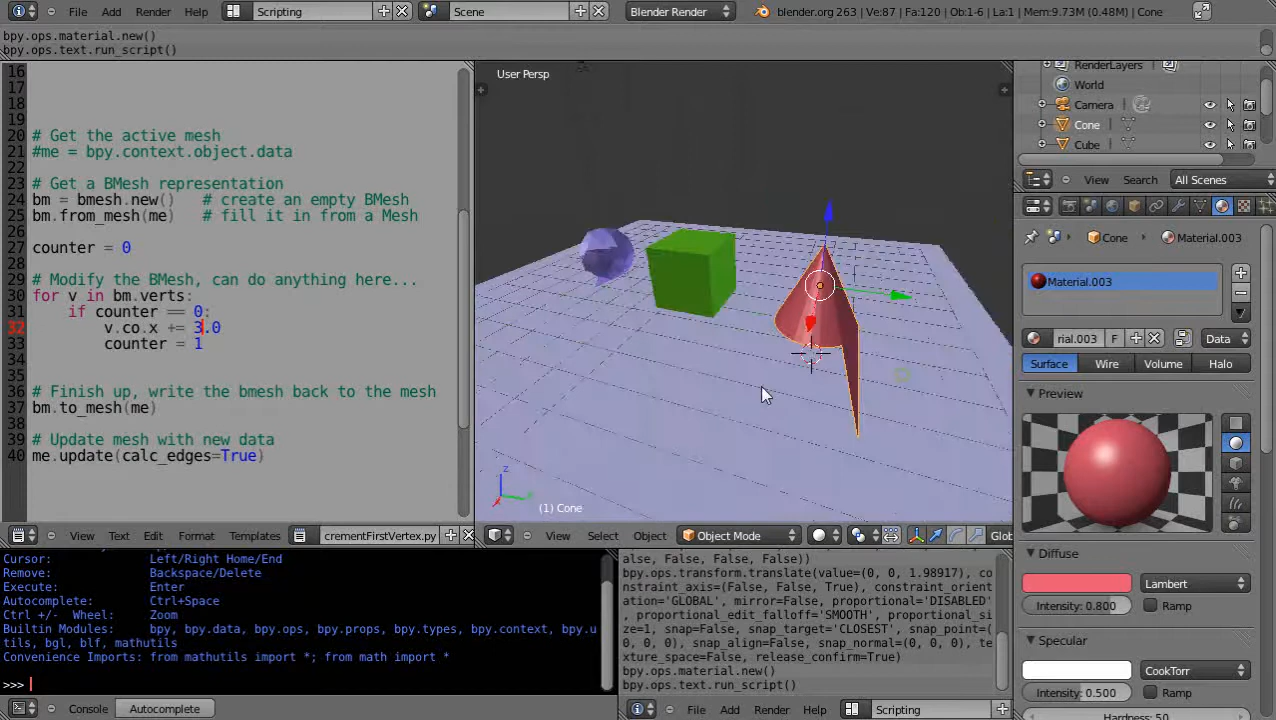 File Add Render Help Scripting Scene Blender Render blender.org 263 | Ve:87 | Fa:120 | Ob:1-6 | La:1 | Mem:9.73M (0.48M) | Cone
bpy.ops.material.new()
bpy.ops.text.run_script()
16
17
18
19
20 # Get the active mesh
21 #me = bpy.context.object.data
22
23 # Get a BMesh representation
24 bm = bmesh.new()   # create an empty BMesh
25 bm.from_mesh(me)   # fill it in from a Mesh
26
27 counter = 0
28
29 # Modify the BMesh, can do anything here...
30 for v in bm.verts:
31     if counter == 0:
32         v.co.x += 3.0
33         counter = 1
34
35
36 # Finish up, write the bmesh back to the mesh
37 bm.to_mesh(me)
38
39 # Update mesh with new data
40 me.update(calc_edges=True)
View Text Edit Format Templates crementFirstVertex.py
User Persp
z
(1) Cone
View Select Object Object Mode Glob
RenderLayers
World
Camera
Cone
Cube
View Search All Scenes
Cone Material.003
Material.003
rial.003 F Data
Surface Wire Volume Halo
Preview
Diffuse
Lambert
Intensity: 0.800 Ramp
Specular
CookTorr
Intensity: 0.500 Ramp
Hardness: 50
Cursor: Left/Right Home/End
Remove: Backspace/Delete
Execute: Enter
Autocomplete: Ctrl+Space
Ctrl +/- Wheel: Zoom
Builtin Modules: bpy, bpy.data, bpy.ops, bpy.props, bpy.types, bpy.context, bpy.u
tils, bgl, blf, mathutils
Convenience Imports: from mathutils import *; from math import *
>>>
Console Autocomplete
alse, False, False, False))
bpy.ops.transform.translate(value=(0, 0, 1.98917), co
nstraint_axis=(False, False, True), constraint_orient
ation='GLOBAL', mirror=False, proportional='DISABLED'
, proportional_edit_falloff='SMOOTH', proportional_si
ze=1, snap=False, snap_target='CLOSEST', snap_point=(
0, 0, 0), snap_align=False, snap_normal=(0, 0, 0), te
xture_space=False, release_confirm=True)
bpy.ops.material.new()
bpy.ops.text.run_script()
File Add Render Help Scripting